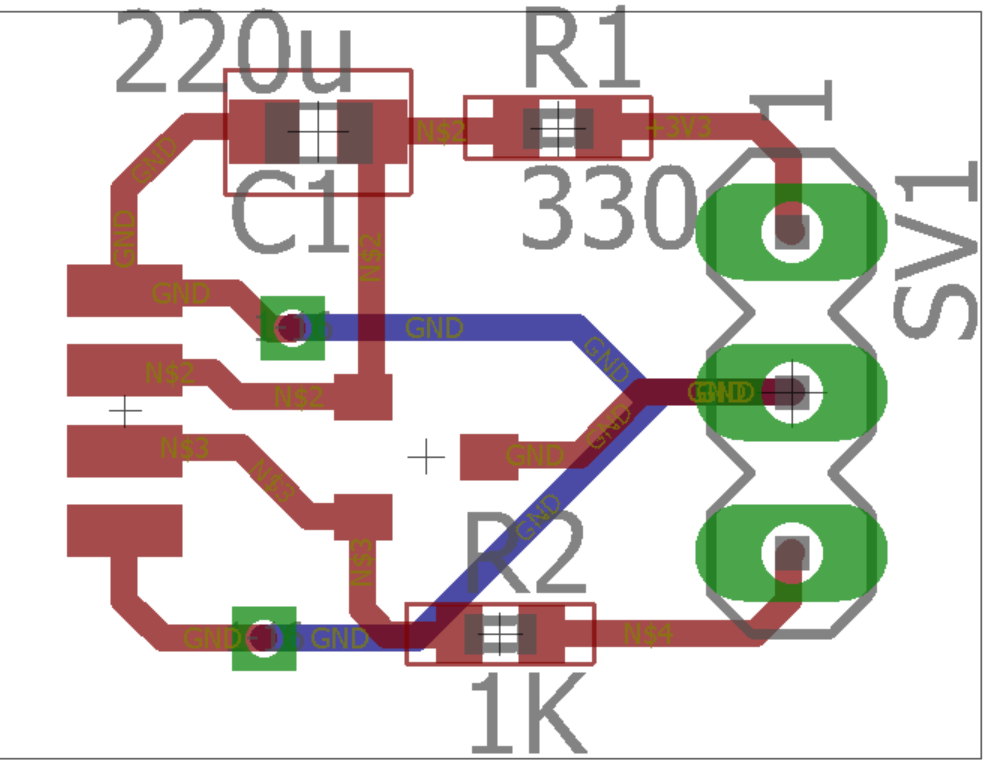 220u
R1
1
N$2
+3V3
GND
C1
330
SV1
GND
N$2
GND
GND
GND
N$2
N$2
GND
GND
N$3
GND
N$3
GND
R2
N$3
GND
GND
N$4
1K